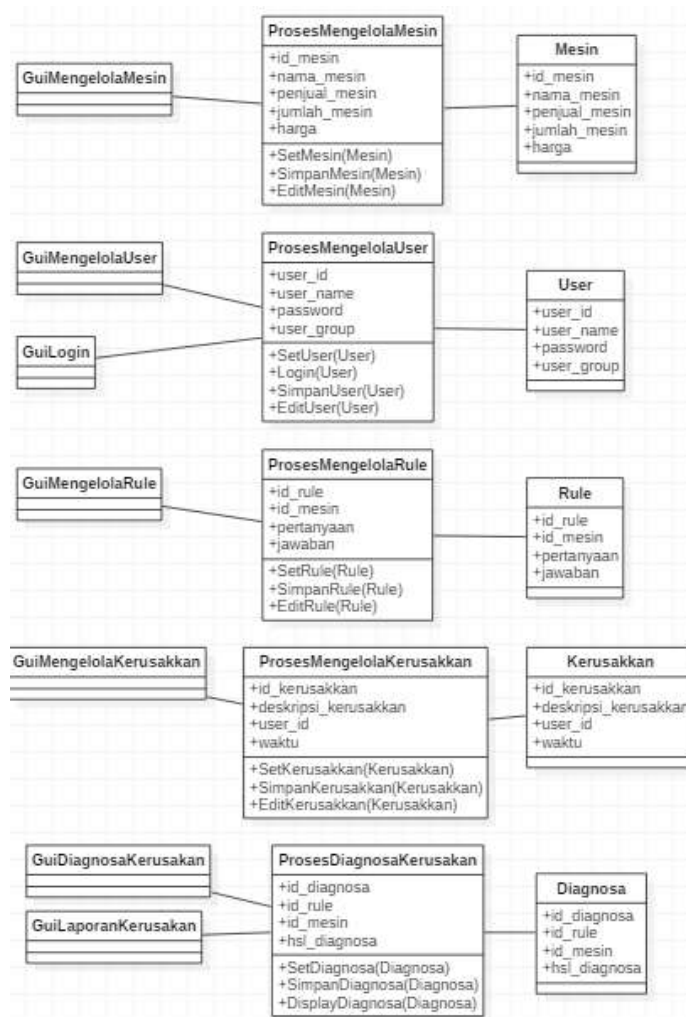 GuiMengelolaMesin
ProsesMengelolaMesin
+id_mesin
+nama_mesin
+penjual_mesin
+jumlah_mesin
+harga
+SetMesin(Mesin)
+SimpanMesin(Mesin)
+EditMesin(Mesin)
Mesin
+id_mesin
+nama_mesin
+penjual_mesin
+jumlah_mesin
+harga
GuiMengelolaUser
GuiLogin
ProsesMengelolaUser
+user_id
+user_name
+password
+user_group
+SetUser(User)
+Login(User)
+SimpanUser(User)
+EditUser(User)
User
+user_id
+user_name
+password
+user_group
GuiMengelolaRule
ProsesMengelolaRule
+id_rule
+id_mesin
+pertanyaan
+jawaban
+SetRule(Rule)
+SimpanRule(Rule)
+EditRule(Rule)
Rule
+id_rule
+id_mesin
+pertanyaan
+jawaban
GuiMengelolaKerusakkan
ProsesMengelolaKerusakkan
+id_kerusakkan
+deskripsi_kerusakkan
+user_id
+waktu
+SetKerusakkan(Kerusakkan)
+SimpanKerusakkan(Kerusakkan)
+EditKerusakkan(Kerusakkan)
Kerusakkan
+id_kerusakkan
+deskripsi_kerusakkan
+user_id
+waktu
GuiDiagnosaKerusakan
GuiLaporanKerusakan
ProsesDiagnosaKerusakan
+id_diagnosa
+id_rule
+id_mesin
+hsl_diagnosa
+SetDiagnosa(Diagnosa)
+SimpanDiagnosa(Diagnosa)
+DisplayDiagnosa(Diagnosa)
Diagnosa
+id_diagnosa
+id_rule
+id_mesin
+hsl_diagnosa